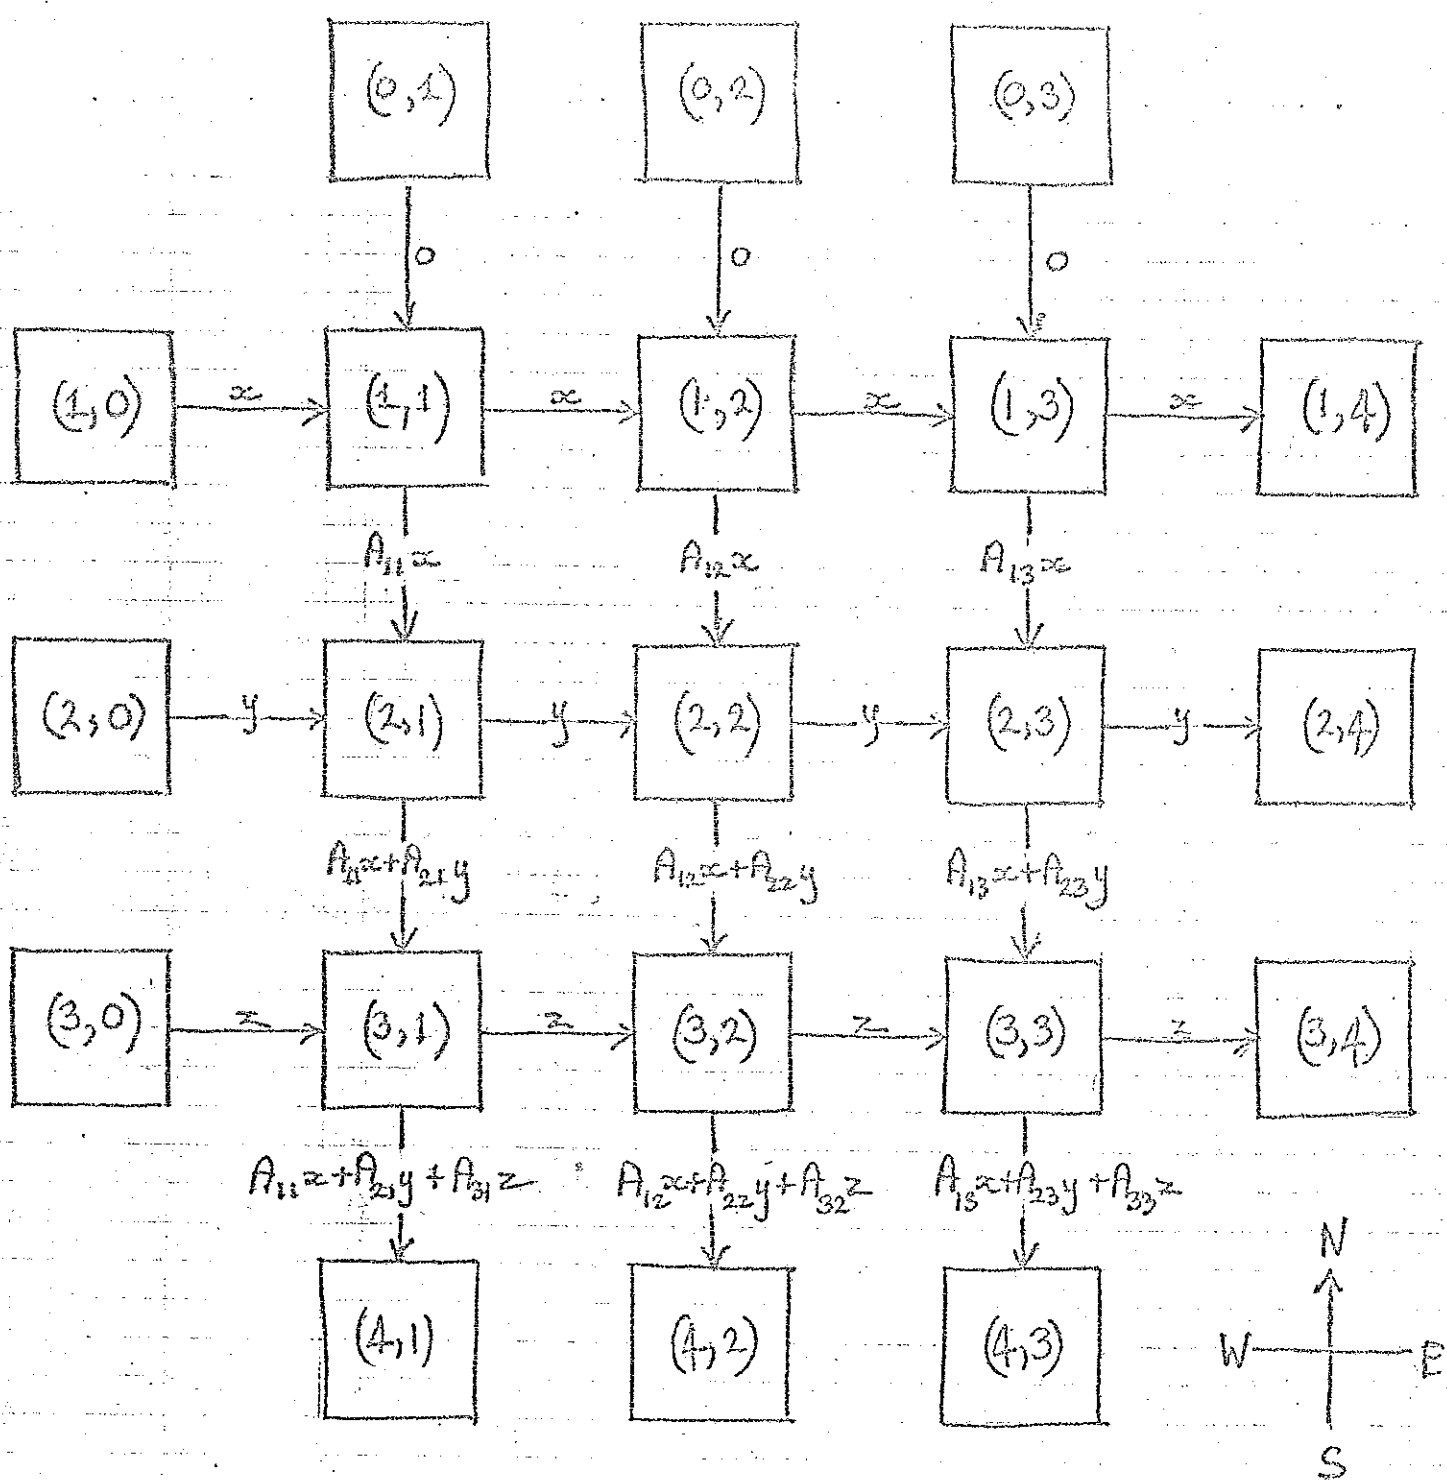 (0,1) (0,2) (0,3)
0 0 0
(1,0) x (1,1) x (1,2) x (1,3) x (1,4)
A₁₁x A₁₂x A₁₃x
(2,0) y (2,1) y (2,2) y (2,3) y (2,4)
A₁₁x+A₂₁y A₁₂x+A₂₂y A₁₃x+A₂₃y
(3,0) z (3,1) z (3,2) z (3,3) z (3,4)
A₁₁x+A₂₁y+A₃₁z A₁₂x+A₂₂y+A₃₂z A₁₃x+A₂₃y+A₃₃z
N
(4,1) (4,2) (4,3) W E
S